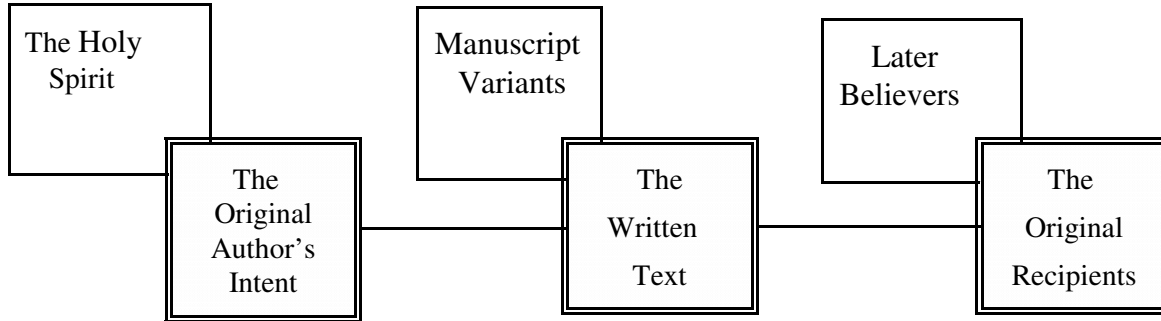 The Holy
Spirit
Manuscript
Variants
Later
Believers
The
Original
Author’s
Intent
The
Written
Text
The
Original
Recipients